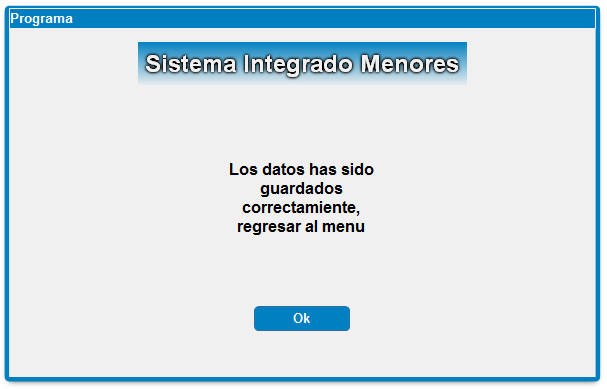 Programa
Sistema Integrado Menores
Los datos has sido
guardados
correctamiente,
regresar al menu
Ok